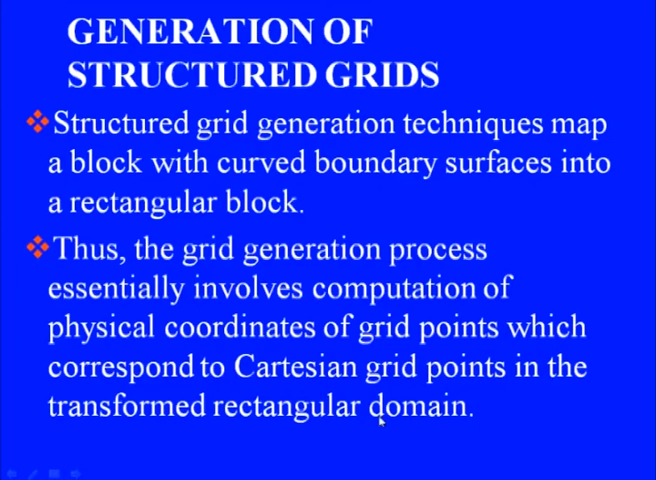 GENERATION OF
STRUCTURED GRIDS
Structured grid generation techniques map
a block with curved boundary surfaces into
a rectangular block.
Thus, the grid generation process
essentially involves computation of
physical coordinates of grid points which
correspond to Cartesian grid points in the
transformed rectangular domain.